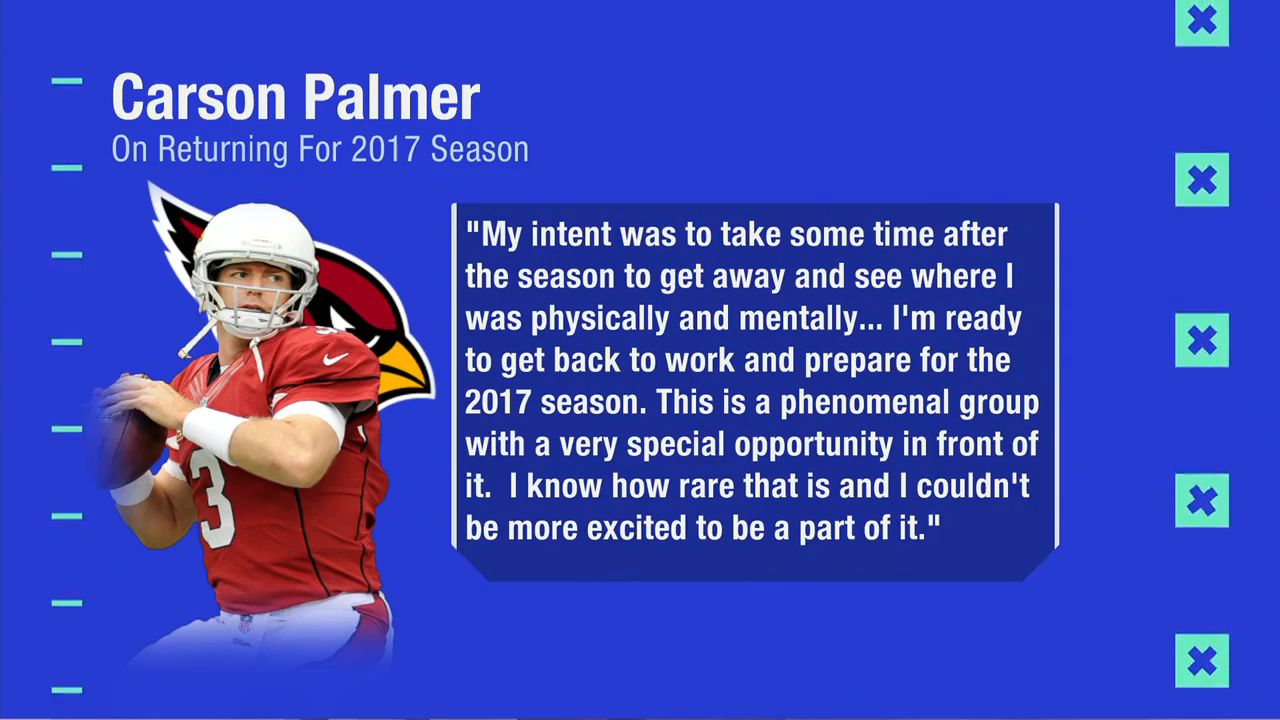 Carson Palmer
On Returning For 2017 Season
"My intent was to take some time after
the season to get away and see where I
was physically and mentally... I'm ready
to get back to work and prepare for the
2017 season. This is a phenomenal group
with a very special opportunity in front of
it.  I know how rare that is and I couldn't
be more excited to be a part of it."
3